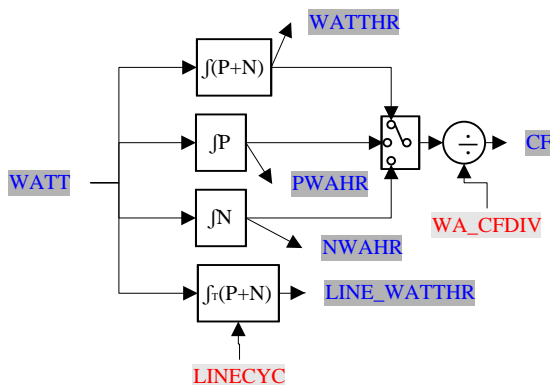 WATTHR
∫(P+N)
∫P
÷
CF
WATT
PWAHR
∫N
WA_CFDIV
NWAHR
∫T(P+N)
LINE_WATTHR
LINECYC